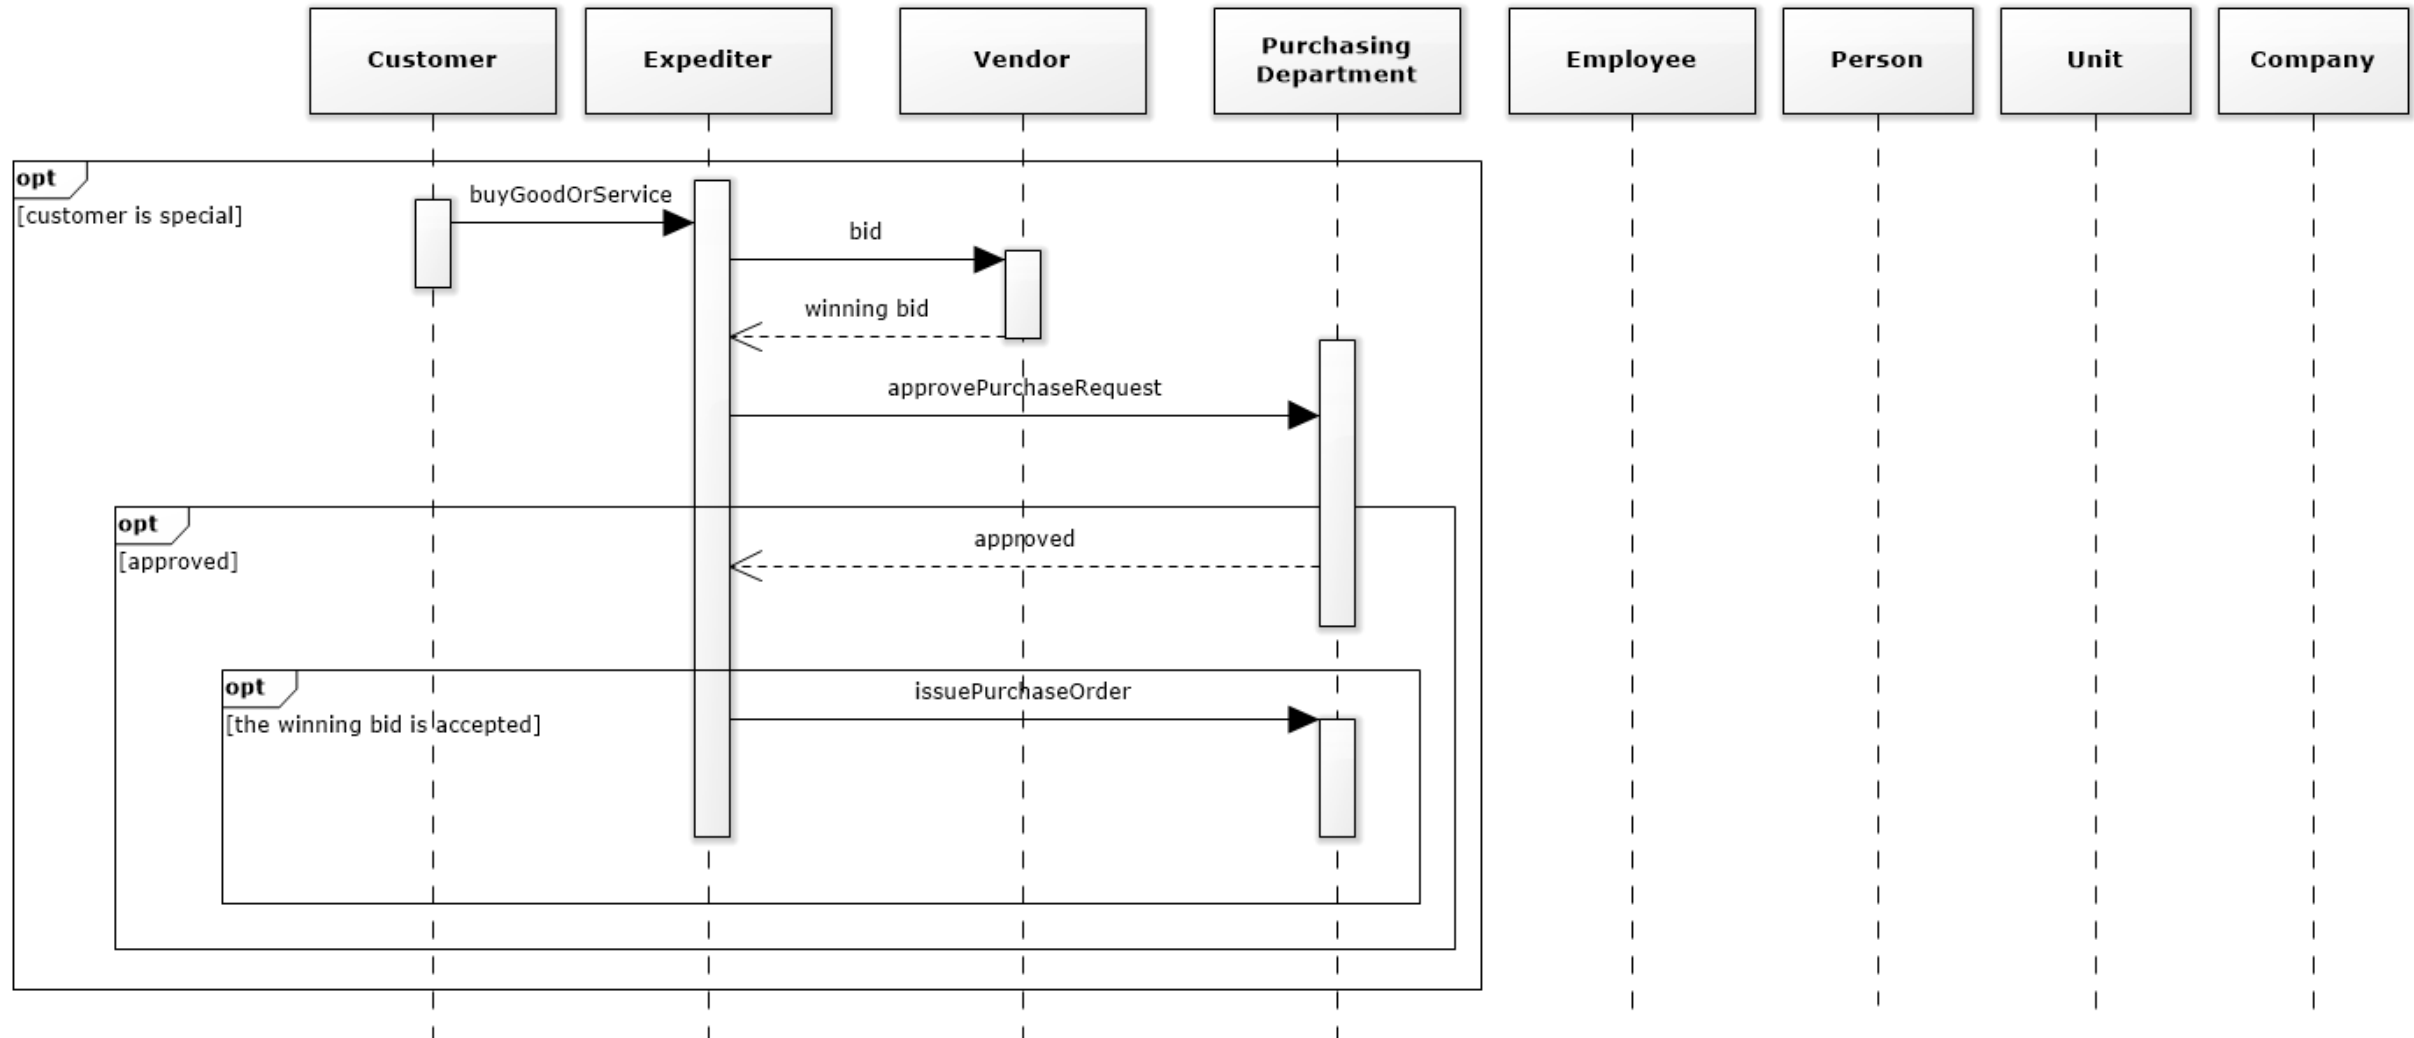 Customer
Expediter
Vendor
Purchasing
Department
Employee
Person
Unit
Company
opt
[customer is special]
buyGoodOrService
bid
winning bid
approvePurchaseRequest
opt
[approved]
approved
opt
[the winning bid is accepted]
issuePurchaseOrder